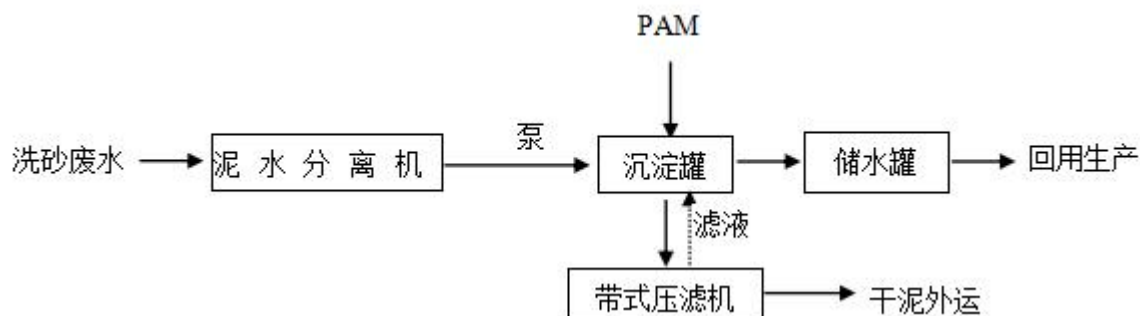 PAM
洗砂废水
泥水分离机
泵
沉淀罐
储水罐
回用生产
滤液
带式压滤机
干泥外运